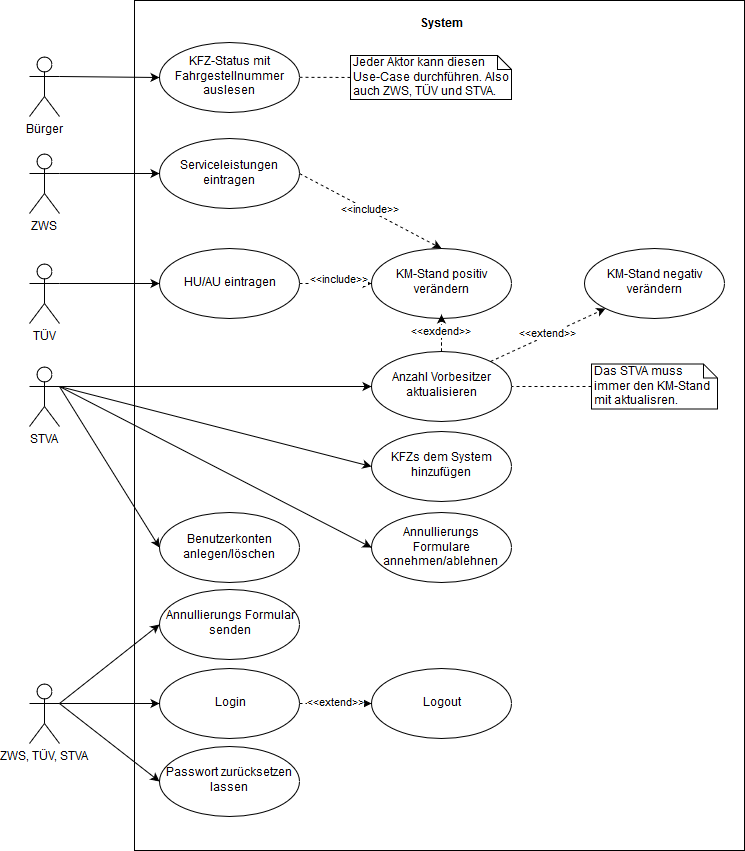 System
KFZ-Status mit
Fahrgestellnummer
auslesen
Jeder Aktor kann diesen
Use-Case durchführen. Also
auch ZWS, TÜV und STVA.
Bürger
Serviceleistungen
eintragen
<<include>>
ZWS
HU/AU eintragen
<<include>>
KM-Stand positiv
verändern
KM-Stand negativ
verändern
TÜV
<<exdend>>
<<extend>>
Anzahl Vorbesitzer
aktualisieren
Das STVA muss
immer den KM-Stand
mit aktualisren.
STVA
KFZs dem System
hinzufügen
Benutzerkonten
anlegen/löschen
Annullierungs
Formulare
annehmen/ablehnen
Annullierungs Formular
senden
Login
<<extend>>
Logout
ZWS, TÜV, STVA
Passwort zurücksetzen
lassen